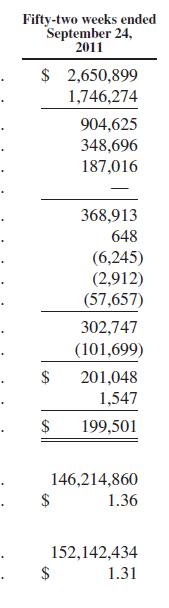 Fifty-two weeks ended
September 24,
2011
. $ 2,650,899
. 1,746,274
. 904,625
. 348,696
. 187,016
. —
. 368,913
. 648
. (6,245)
. (2,912)
. (57,657)
. 302,747
. (101,699)
. $ 201,048
. 1,547
. $ 199,501
. 146,214,860
. $ 1.36
. 152,142,434
. $ 1.31